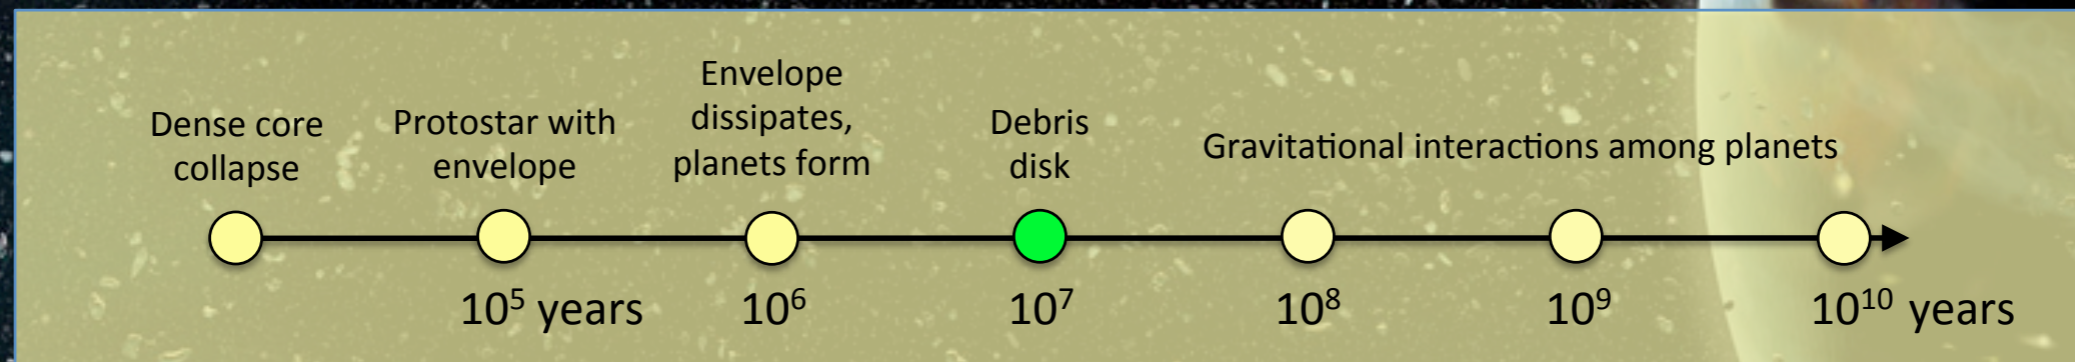 Dense core
collapse
Protostar with
envelope
Envelope
dissipates,
planets form
Debris
disk
Gravitational interactions among planets
10⁵ years
10⁶
10⁷
10⁸
10⁹
10¹⁰ years